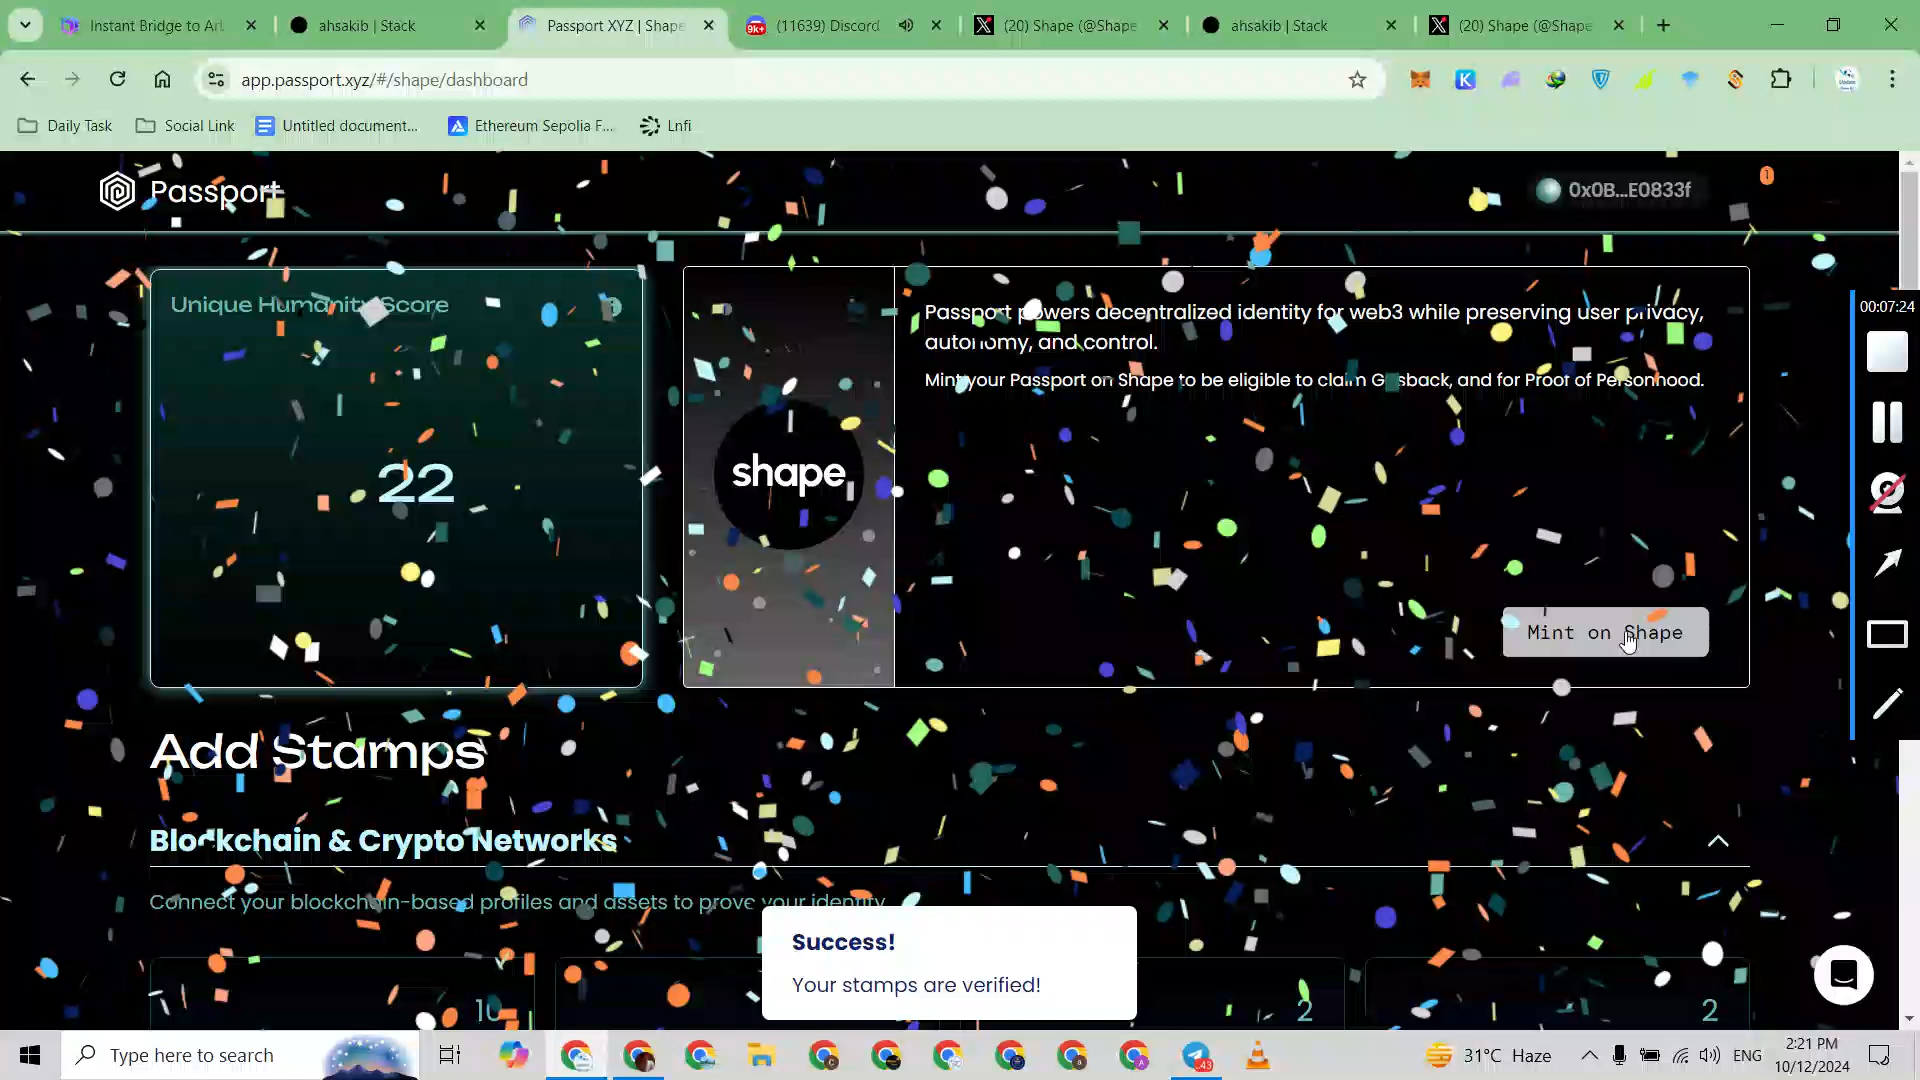 Instant Bridge to Art
ahsakib | Stack
Passport XYZ | Shape
(11639) Discord
(20) Shape (@Shape
ahsakib | Stack
(20) Shape (@Shape
app.passport.xyz/#/shape/dashboard
Daily Task
Social Link
Untitled document...
Ethereum Sepolia F...
Lnfi
Passport
0x0B...E0833f
1
Unique Humanity Score
22
shape
Passport powers decentralized identity for web3 while preserving user privacy,
autonomy, and control.
Mint your Passport on Shape to be eligible to claim Gasback, and for Proof of Personhood.
Mint on Shape
00:07:24
Add Stamps
Blockchain & Crypto Networks
Connect your blockchain-based profiles and assets to prove your identity
Success!
Your stamps are verified!
10
2
2
Type here to search
43
31°C Haze
ENG
2:21 PM
10/12/2024